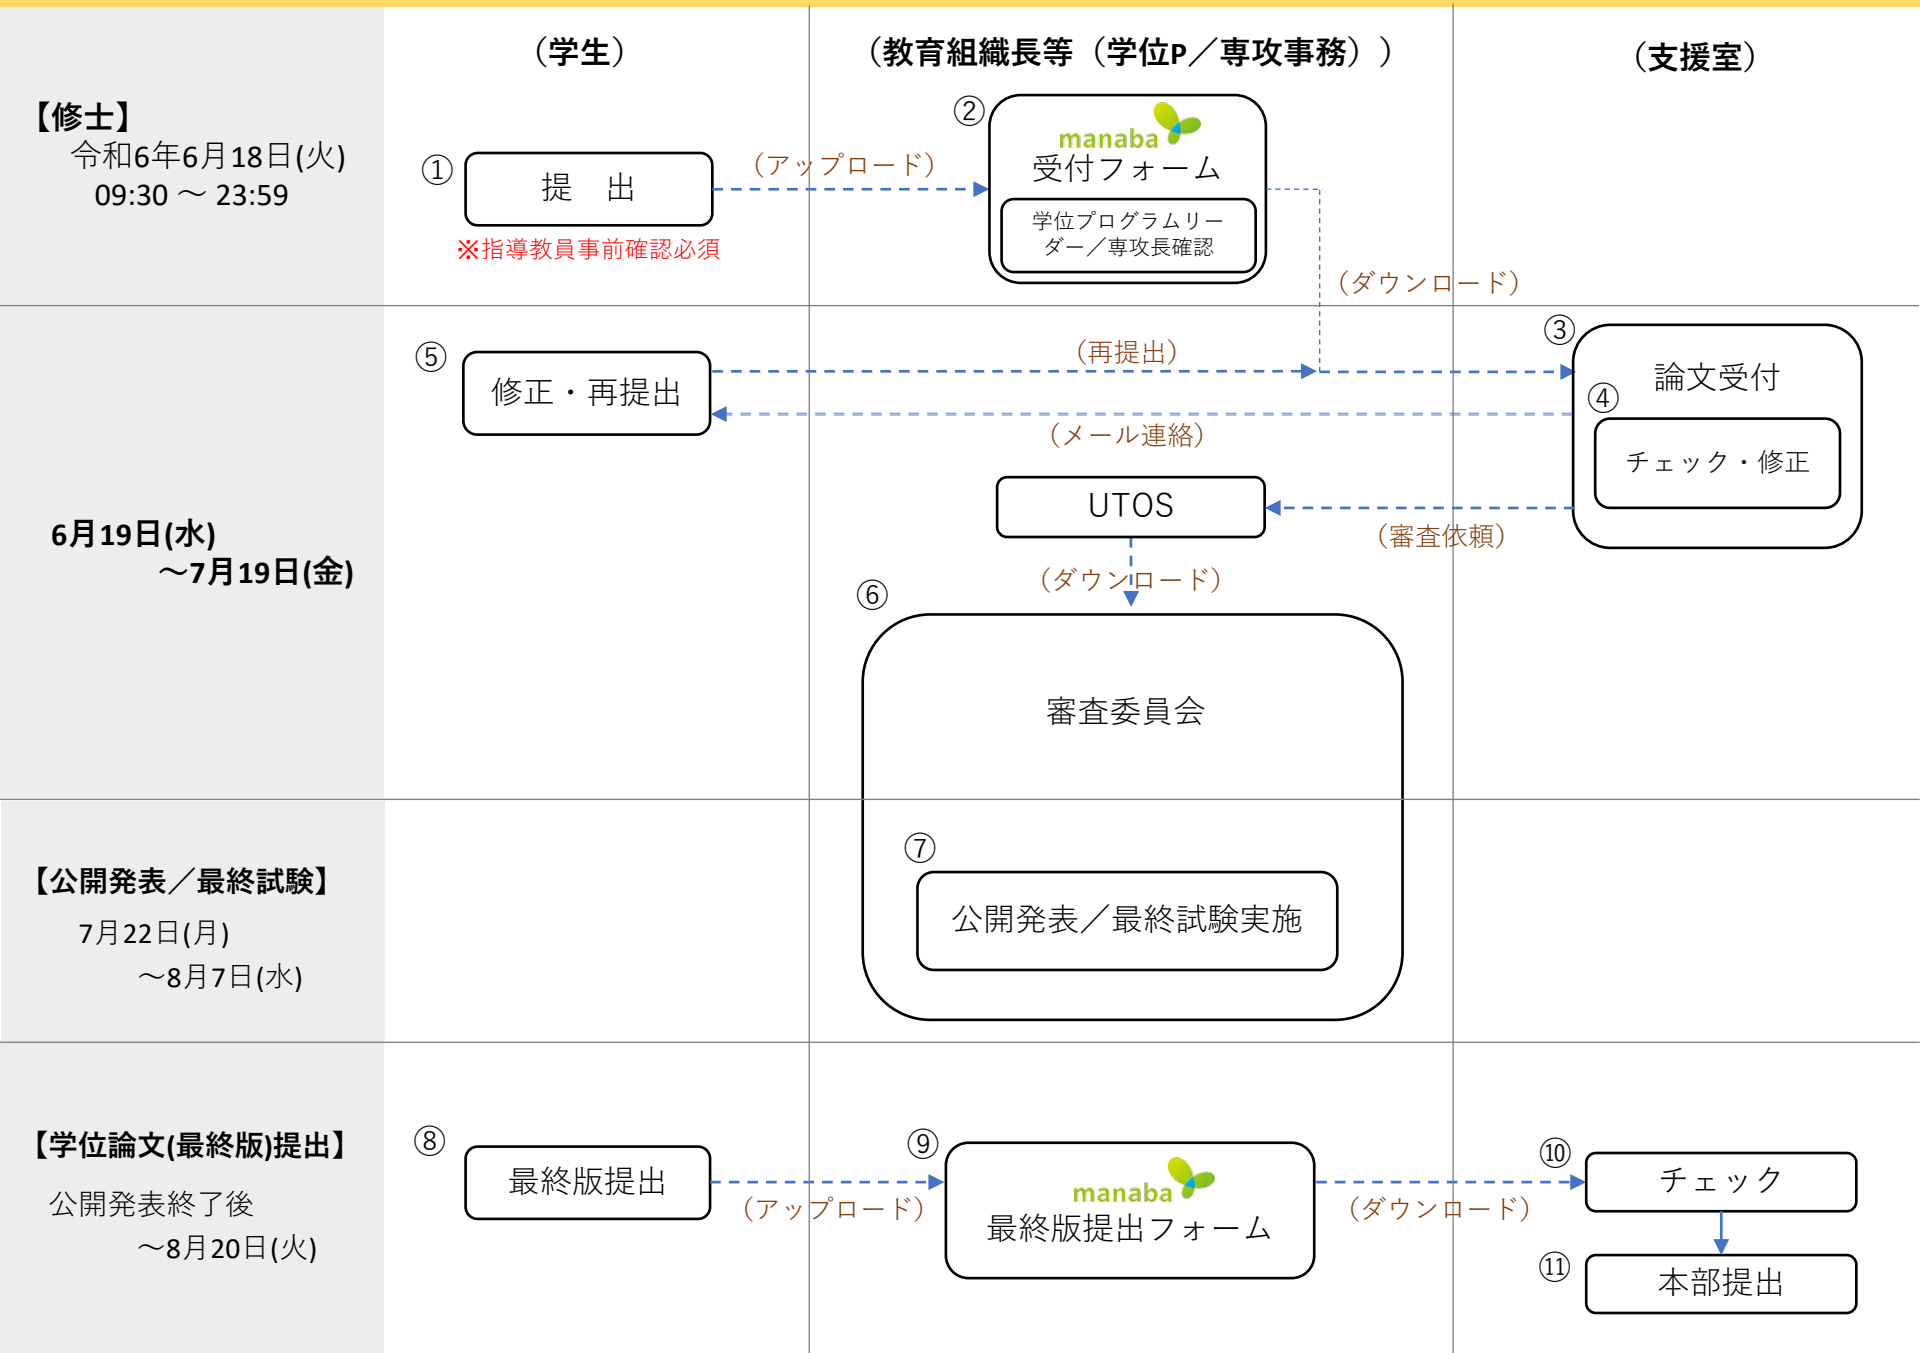 （学生）
（教育組織長等（学位P／専攻事務））
（支援室）
【修士】
令和6年6月18日(火)
09:30 ～ 23:59
①
提　出
※指導教員事前確認必須
（アップロード）
②
manaba
受付フォーム
学位プログラムリー
ダー／専攻長確認
（ダウンロード）
6月19日(水)
～7月19日(金)
⑤
修正・再提出
（再提出）
（メール連絡）
③
論文受付
④
チェック・修正
（審査依頼）
UTOS
（ダウンロード）
⑥
審査委員会
【公開発表／最終試験】
7月22日(月)
～8月7日(水)
⑦
公開発表／最終試験実施
【学位論文(最終版)提出】
公開発表終了後
～8月20日(火)
⑧
最終版提出
（アップロード）
⑨
manaba
最終版提出フォーム
（ダウンロード）
⑩
チェック
⑪
本部提出